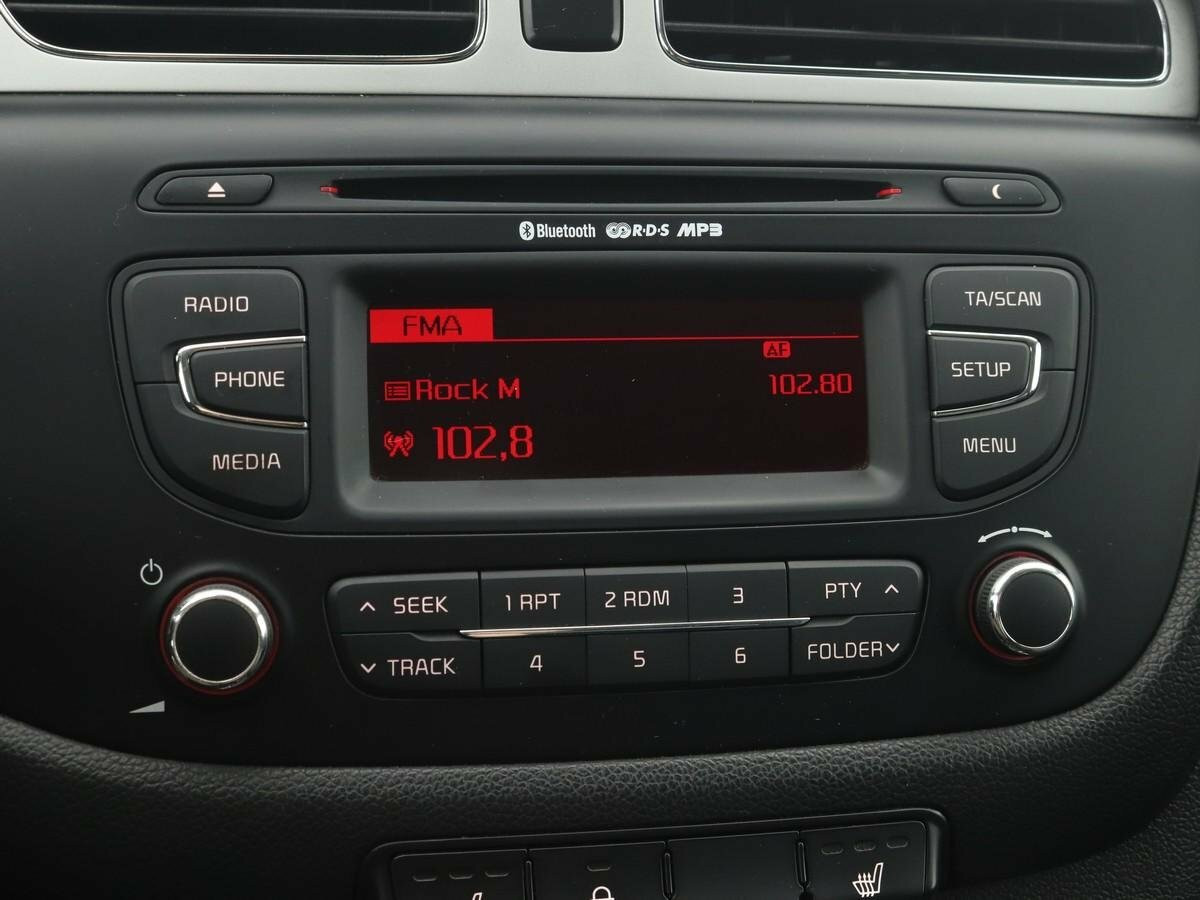 Bluetooth R·D·S MP3
RADIO
PHONE
MEDIA
FMA
AF
Rock M 102.80
102,8
TA/SCAN
SETUP
MENU
SEEK 1 RPT 2 RDM 3 PTY
TRACK 4 5 6 FOLDER